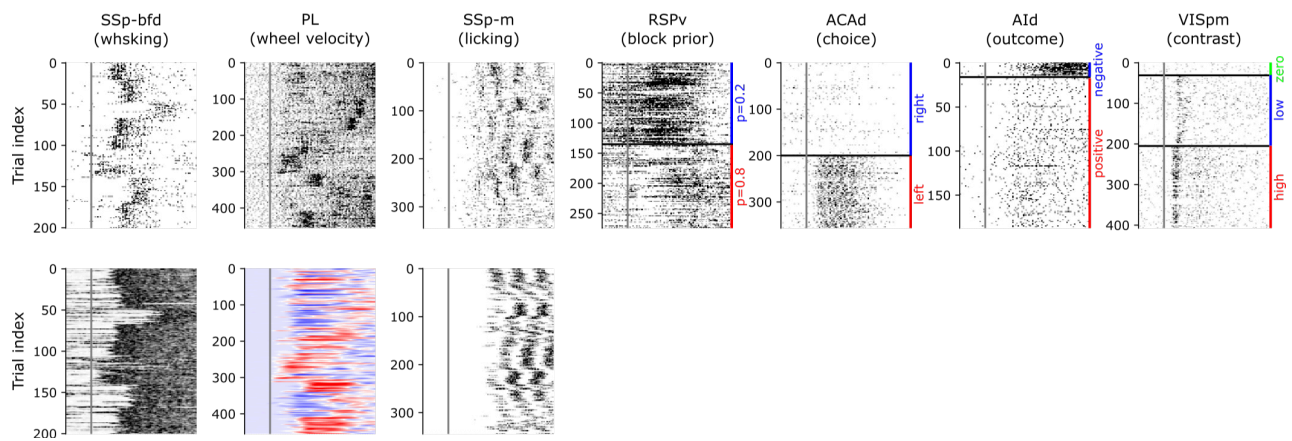 SSp-bfd
(whsking)
PL
(wheel velocity)
SSp-m
(licking)
RSPv
(block prior)
ACAd
(choice)
AId
(outcome)
VISpm
(contrast)
Trial index
0
50
100
150
200
0
100
200
300
400
0
100
200
300
0
50
100
150
200
250
p=0.2
p=0.8
0
100
200
300
right
left
0
50
100
150
negative
positive
0
100
200
300
400
zero
low
high
Trial index
0
50
100
150
200
0
100
200
300
400
0
100
200
300